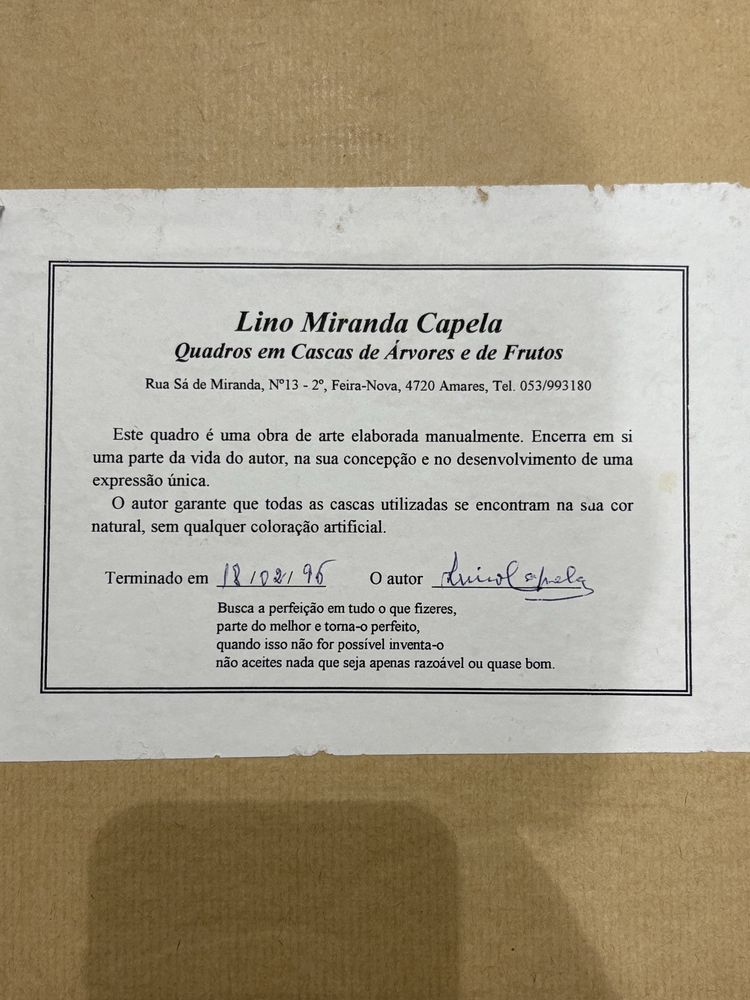 Lino Miranda Capela
Quadros em Cascas de Árvores e de Frutos
Rua Sá de Miranda, Nº13 - 2º, Feira-Nova, 4720 Amares, Tel. 053/993180
Este quadro é uma obra de arte elaborada manualmente. Encerra em si
uma parte da vida do autor, na sua concepção e no desenvolvimento de uma
expressão única.
O autor garante que todas as cascas utilizadas se encontram na sua cor
natural, sem qualquer coloração artificial.
Terminado em 18/02/96 O autor Lino Capela
Busca a perfeição em tudo o que fizeres,
parte do melhor e torna-o perfeito,
quando isso não for possível inventa-o
não aceites nada que seja apenas razoável ou quase bom.